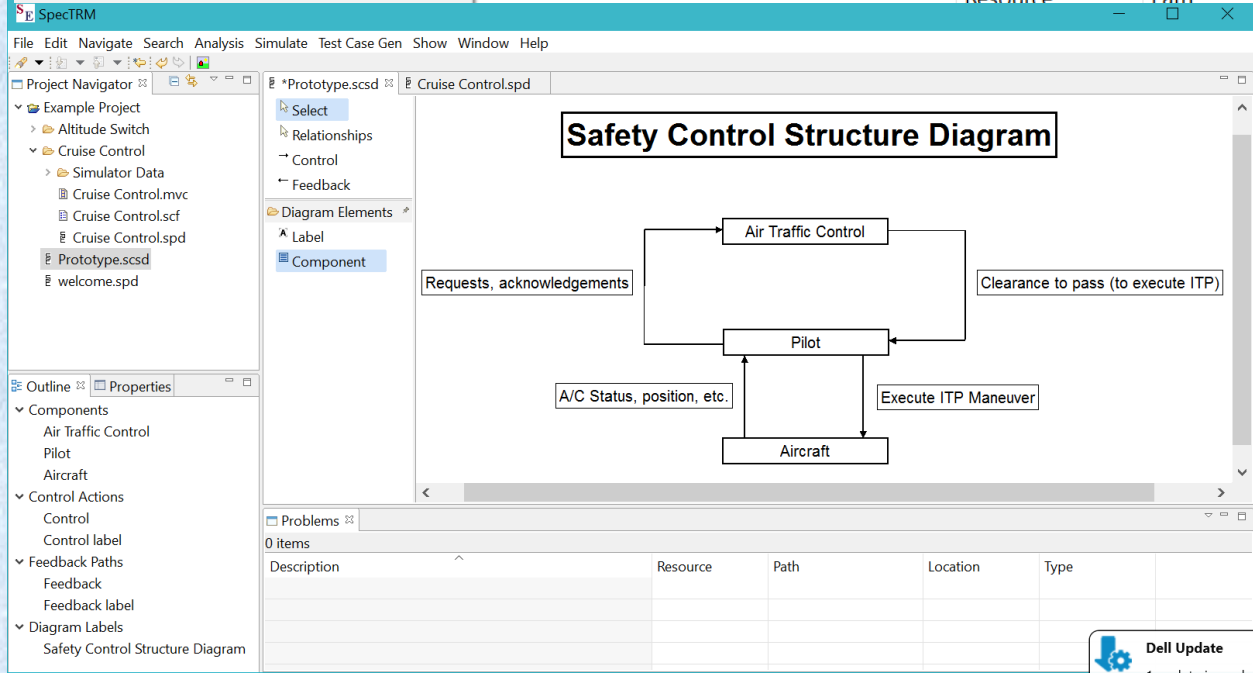 Resource
Path
SE SpecTRM
File Edit Navigate Search Analysis Simulate Test Case Gen Show Window Help
Project Navigator
Example Project
Altitude Switch
Cruise Control
Simulator Data
Cruise Control.mvc
Cruise Control.scf
Cruise Control.spd
Prototype.scsd
welcome.spd
Outline
Properties
Components
Air Traffic Control
Pilot
Aircraft
Control Actions
Control
Control label
Feedback Paths
Feedback
Feedback label
Diagram Labels
Safety Control Structure Diagram
*Prototype.scsd
Cruise Control.spd
Select
Relationships
Control
Feedback
Diagram Elements
A Label
Component
Safety Control Structure Diagram
Air Traffic Control
Requests, acknowledgements
Clearance to pass (to execute ITP)
Pilot
A/C Status, position, etc.
Execute ITP Maneuver
Aircraft
Problems
0 items
Description
Resource
Path
Location
Type
Dell Update